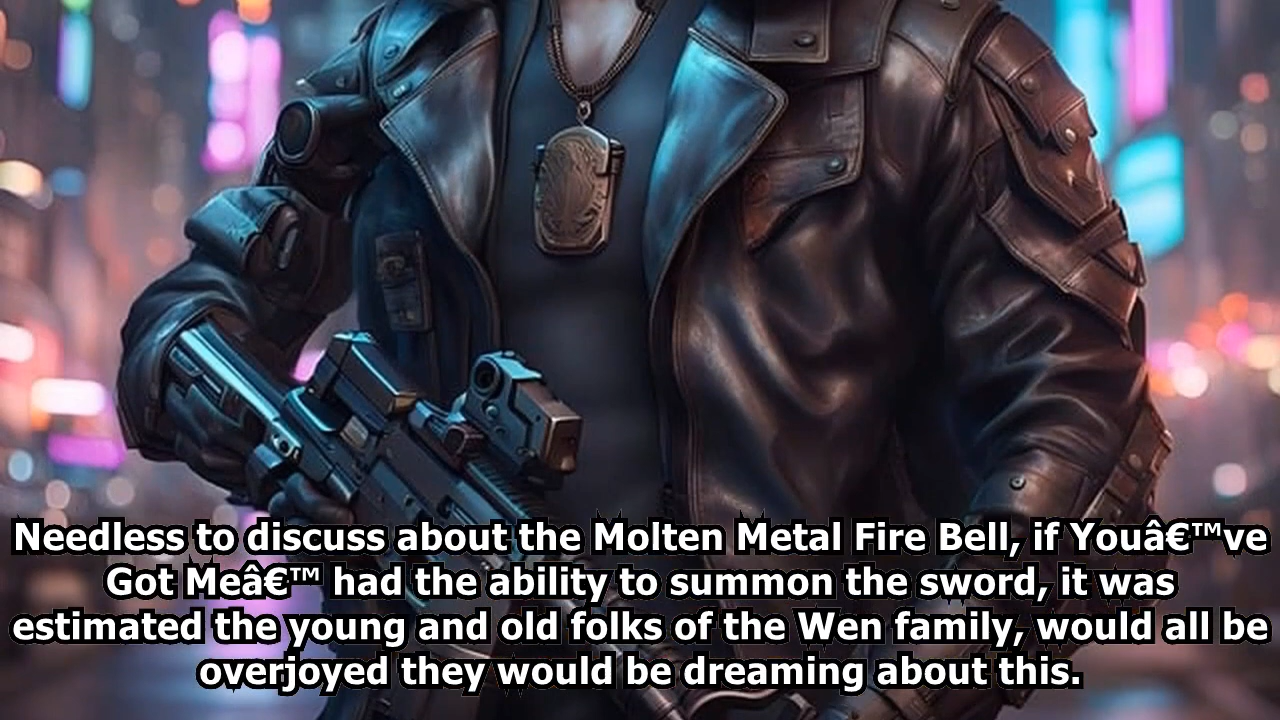 Needless to discuss about the Molten Metal Fire Bell, if Youâ€™ve
Got Meâ€™ had the ability to summon the sword, it was
estimated the young and old folks of the Wen family, would all be
overjoyed they would be dreaming about this.